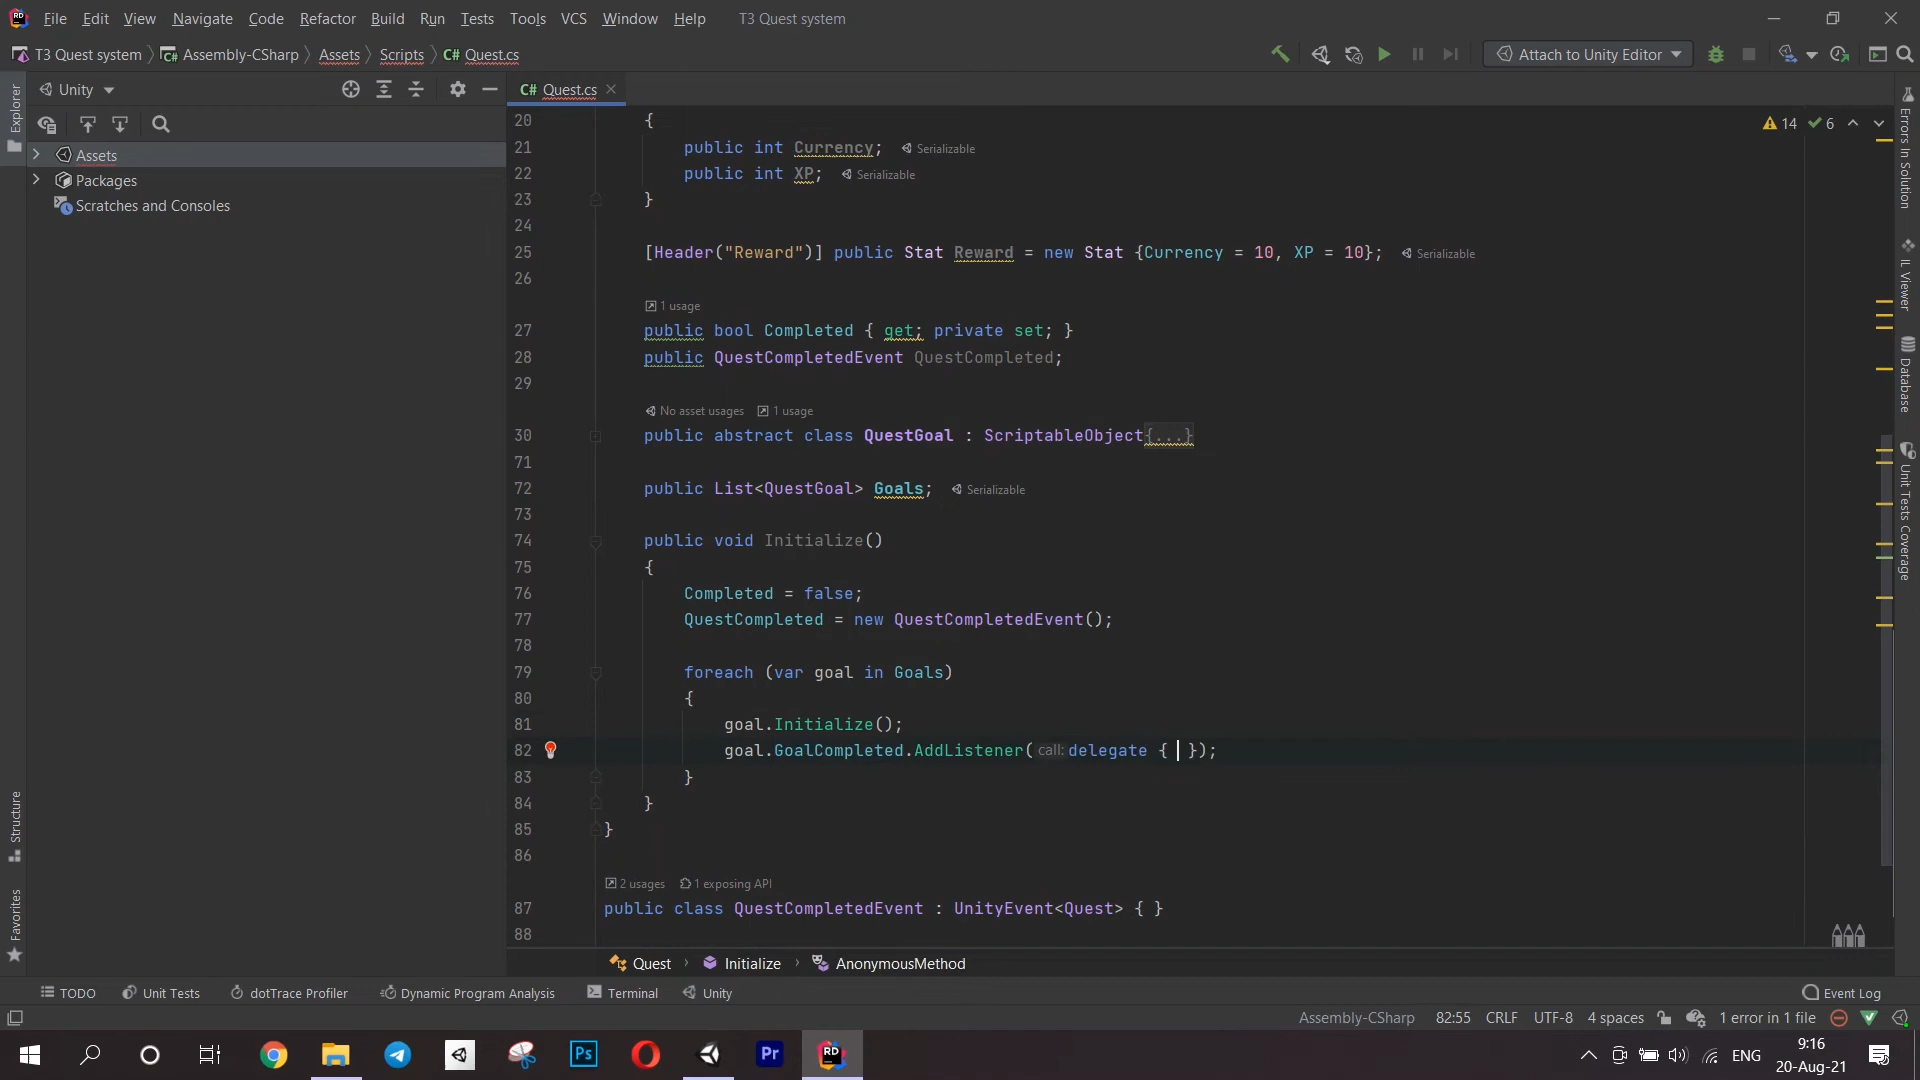 File Edit View Navigate Code Refactor Build Run Tests Tools VCS Window Help T3 Quest system
T3 Quest system Assembly-CSharp Assets Scripts C# Quest.cs Attach to Unity Editor
Unity
C# Quest.cs
Assets
Packages
Scratches and Consoles
Explorer
Structure
Favorites
14 6
20 {
21 public int Currency; Serializable
22 public int XP; Serializable
23 }
24
25 [Header("Reward")] public Stat Reward = new Stat {Currency = 10, XP = 10}; Serializable
26
1 usage
27 public bool Completed { get; private set; }
28 public QuestCompletedEvent QuestCompleted;
29
No asset usages 1 usage
30 public abstract class QuestGoal : ScriptableObject{...}
71
72 public List<QuestGoal> Goals; Serializable
73
74 public void Initialize()
75 {
76 Completed = false;
77 QuestCompleted = new QuestCompletedEvent();
78
79 foreach (var goal in Goals)
80 {
81 goal.Initialize();
82 goal.GoalCompleted.AddListener(call:delegate { });
83 }
84 }
85 }
86
2 usages 1 exposing API
87 public class QuestCompletedEvent : UnityEvent<Quest> { }
88
Errors In Solution
IL Viewer
Database
Unit Tests Coverage
Quest Initialize AnonymousMethod
TODO Unit Tests dotTrace Profiler Dynamic Program Analysis Terminal Unity Event Log
Assembly-CSharp 82:55 CRLF UTF-8 4 spaces 1 error in 1 file
Ps Pr RD ENG 9:16
20-Aug-21